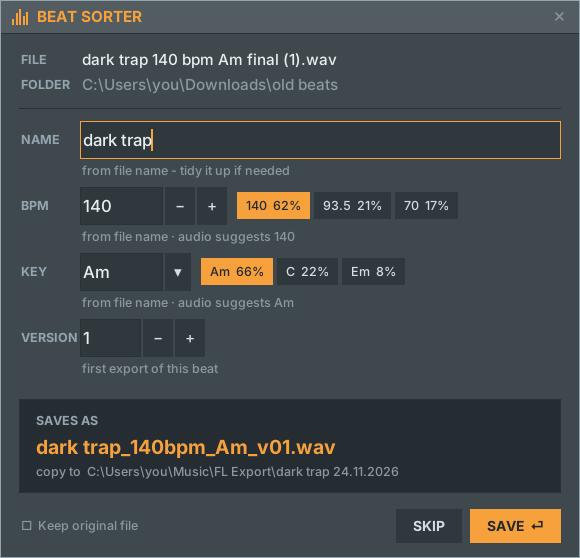 BEAT SORTER ×
FILE dark trap 140 bpm Am final (1).wav
FOLDER C:\Users\you\Downloads\old beats
NAME dark trap
from file name - tidy it up if needed
BPM 140 − + 140 62% 93.5 21% 70 17%
from file name · audio suggests 140
KEY Am ▾ Am 66% C 22% Em 8%
from file name · audio suggests Am
VERSION 1 − +
first export of this beat
SAVES AS
dark trap_140bpm_Am_v01.wav
copy to C:\Users\you\Music\FL Export\dark trap 24.11.2026
☐ Keep original file SKIP SAVE ⏎